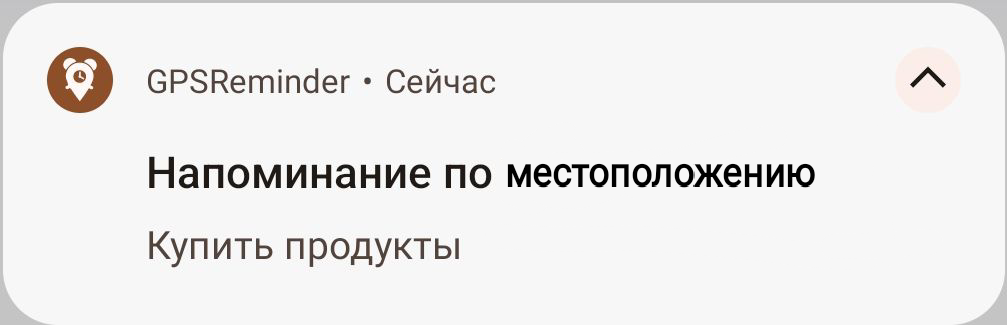 GPSReminder • Сейчас
Напоминание по местоположению
Купить продукты